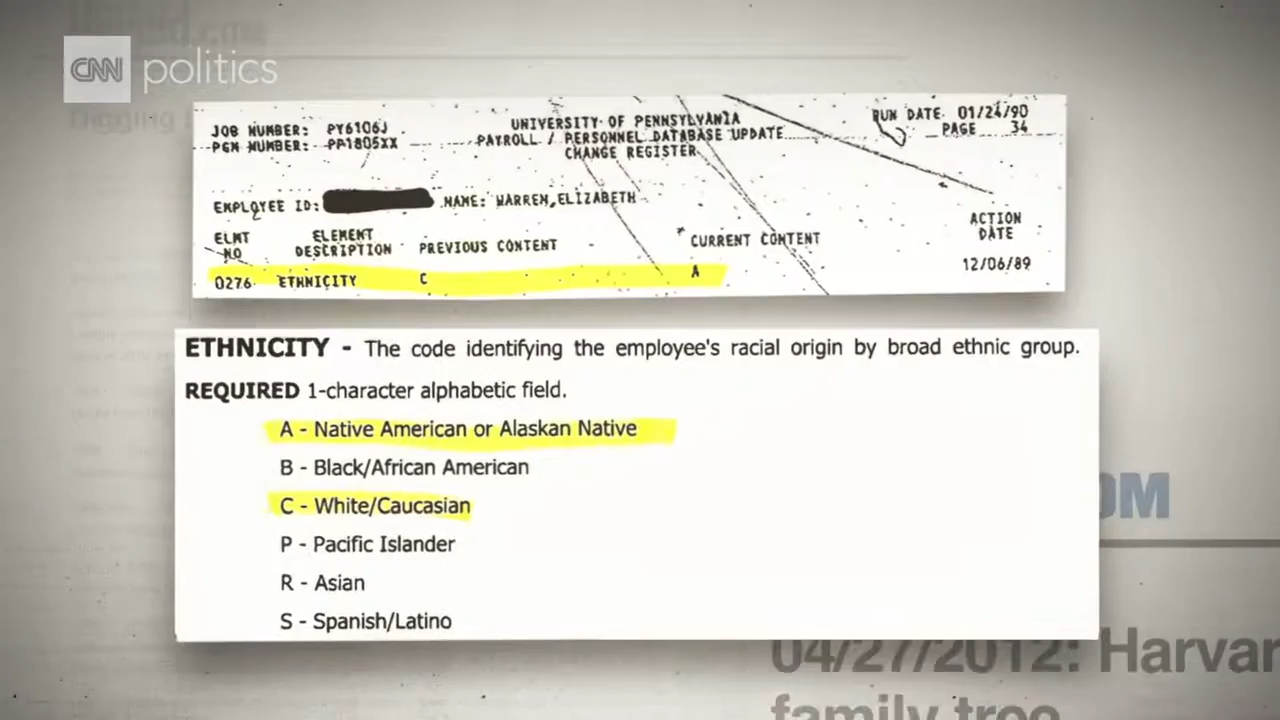 CNN politics
JOB NUMBER: PY6106J
PGM NUMBER: PP1805XX
UNIVERSITY OF PENNSYLVANIA
PAYROLL / PERSONNEL DATABASE UPDATE
CHANGE REGISTER
RUN DATE 01/24/90
PAGE 34
EMPLOYEE ID: NAME: WARREN,ELIZABETH
ELMT NO
ELEMENT DESCRIPTION
PREVIOUS CONTENT
CURRENT CONTENT
ACTION DATE
0276 ETHNICITY C A 12/06/89
ETHNICITY - The code identifying the employee's racial origin by broad ethnic group.
REQUIRED 1-character alphabetic field.
A - Native American or Alaskan Native
B - Black/African American
C - White/Caucasian
P - Pacific Islander
R - Asian
S - Spanish/Latino
OM
04/27/2012: Harvar
family tree